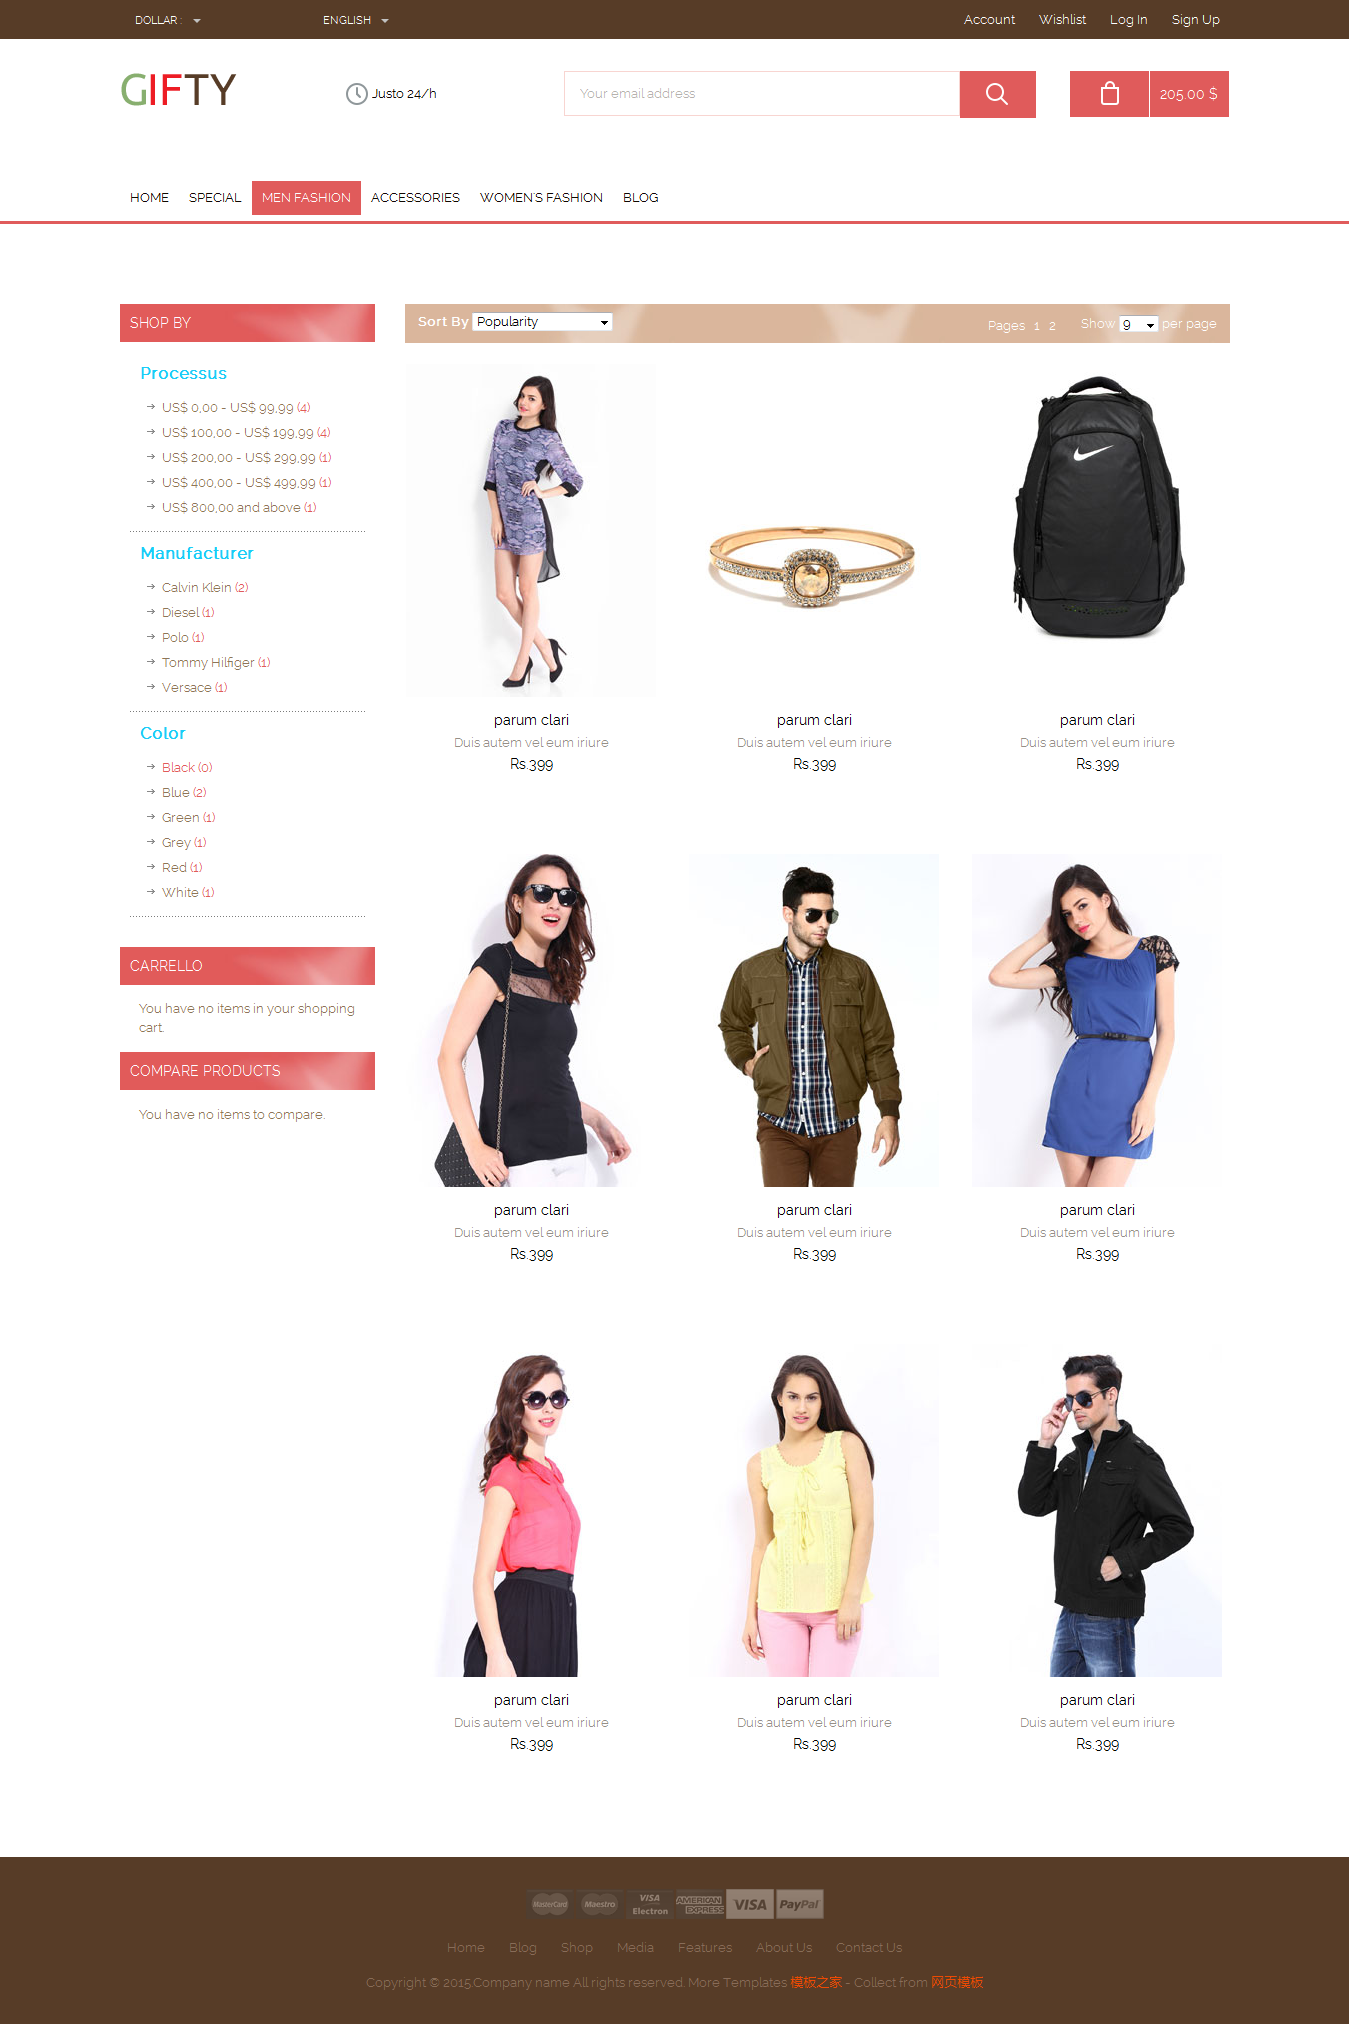 DOLLAR : ENGLISH Account Wishlist Log In Sign Up
GIFTY Justo 24/h Your email address 205.00 $
HOME SPECIAL MEN FASHION ACCESSORIES WOMEN'S FASHION BLOG
SHOP BY
Processus
US$ 0,00 - US$ 99,99 (4)
US$ 100,00 - US$ 199,99 (4)
US$ 200,00 - US$ 299,99 (1)
US$ 400,00 - US$ 499,99 (1)
US$ 800,00 and above (1)
Manufacturer
Calvin Klein (2)
Diesel (1)
Polo (1)
Tommy Hilfiger (1)
Versace (1)
Color
Black (0)
Blue (2)
Green (1)
Grey (1)
Red (1)
White (1)
CARRELLO
You have no items in your shopping
cart.
COMPARE PRODUCTS
You have no items to compare.
Sort By Popularity Pages 1 2 Show 9 per page
parum clari parum clari parum clari
Duis autem vel eum iriure Duis autem vel eum iriure Duis autem vel eum iriure
Rs.399 Rs.399 Rs.399
parum clari parum clari parum clari
Duis autem vel eum iriure Duis autem vel eum iriure Duis autem vel eum iriure
Rs.399 Rs.399 Rs.399
parum clari parum clari parum clari
Duis autem vel eum iriure Duis autem vel eum iriure Duis autem vel eum iriure
Rs.399 Rs.399 Rs.399
MasterCard Maestro VISA Electron AMERICAN EXPRESS VISA PayPal
Home Blog Shop Media Features About Us Contact Us
Copyright © 2015.Company name All rights reserved. More Templates 模板之家 - Collect from 网页模板